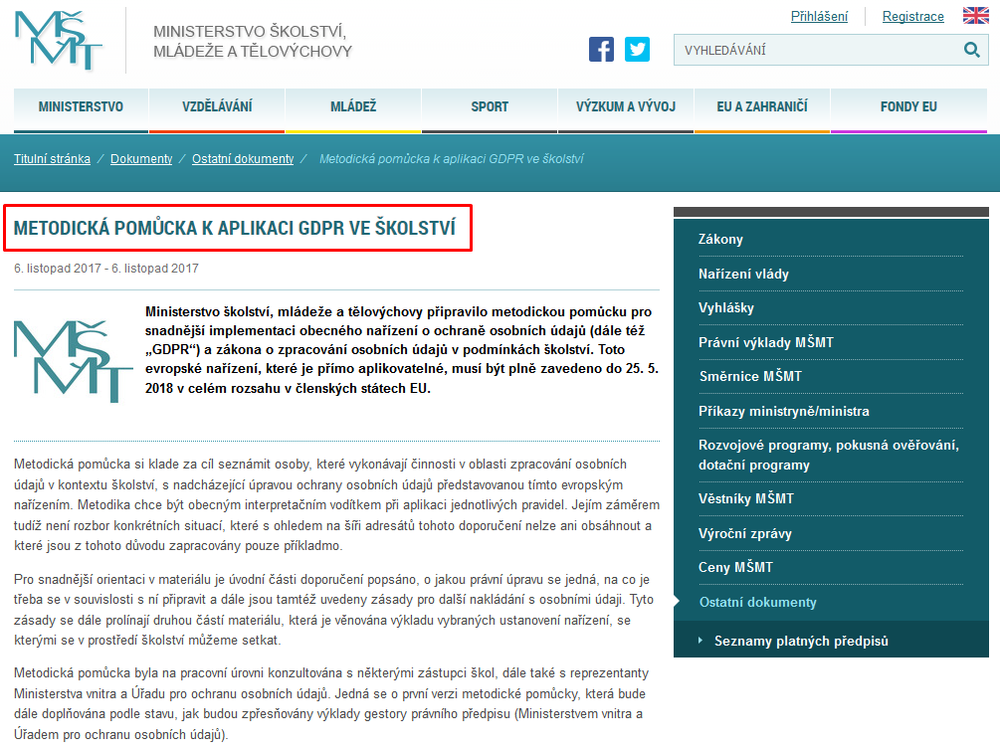 MŠMT
MINISTERSTVO ŠKOLSTVÍ,
MLÁDEŽE A TĚLOVÝCHOVY
Přihlášení
Registrace
VYHLEDÁVÁNÍ
MINISTERSTVO
VZDĚLÁVÁNÍ
MLÁDEŽ
SPORT
VÝZKUM A VÝVOJ
EU A ZAHRANIČÍ
FONDY EU
Titulní stránka / Dokumenty / Ostatní dokumenty / Metodická pomůcka k aplikaci GDPR ve školství
METODICKÁ POMŮCKA K APLIKACI GDPR VE ŠKOLSTVÍ
6. listopad 2017 - 6. listopad 2017
MŠMT
Ministerstvo školství, mládeže a tělovýchovy připravilo metodickou pomůcku pro
snadnější implementaci obecného nařízení o ochraně osobních údajů (dále též
„GDPR“) a zákona o zpracování osobních údajů v podmínkách školství. Toto
evropské nařízení, které je přímo aplikovatelné, musí být plně zavedeno do 25. 5.
2018 v celém rozsahu v členských státech EU.
Metodická pomůcka si klade za cíl seznámit osoby, které vykonávají činnosti v oblasti zpracování osobních
údajů v kontextu školství, s nadcházející úpravou ochrany osobních údajů představovanou tímto evropským
nařízením. Metodika chce být obecným interpretačním vodítkem při aplikaci jednotlivých pravidel. Jejím záměrem
tudíž není rozbor konkrétních situací, které s ohledem na šíři adresátů tohoto doporučení nelze ani obsáhnout a
které jsou z tohoto důvodu zapracovány pouze příkladmo.
Pro snadnější orientaci v materiálu je úvodní části doporučení popsáno, o jakou právní úpravu se jedná, na co je
třeba se v souvislosti s ní připravit a dále jsou tamtéž uvedeny zásady pro další nakládání s osobními údaji. Tyto
zásady se dále prolínají druhou částí materiálu, která je věnována výkladu vybraných ustanovení nařízení, se
kterými se v prostředí školství můžeme setkat.
Metodická pomůcka byla na pracovní úrovni konzultována s některými zástupci škol, dále také s reprezentanty
Ministerstva vnitra a Úřadu pro ochranu osobních údajů. Jedná se o první verzi metodické pomůcky, která bude
dále doplňována podle stavu, jak budou zpřesňovány výklady gestory právního předpisu (Ministerstvem vnitra a
Úřadem pro ochranu osobních údajů).
Zákony
Nařízení vlády
Vyhlášky
Právní výklady MŠMT
Směrnice MŠMT
Příkazy ministryně/ministra
Rozvojové programy, pokusná ověřování,
dotační programy
Věstníky MŠMT
Výroční zprávy
Ceny MŠMT
Ostatní dokumenty
Seznamy platných předpisů